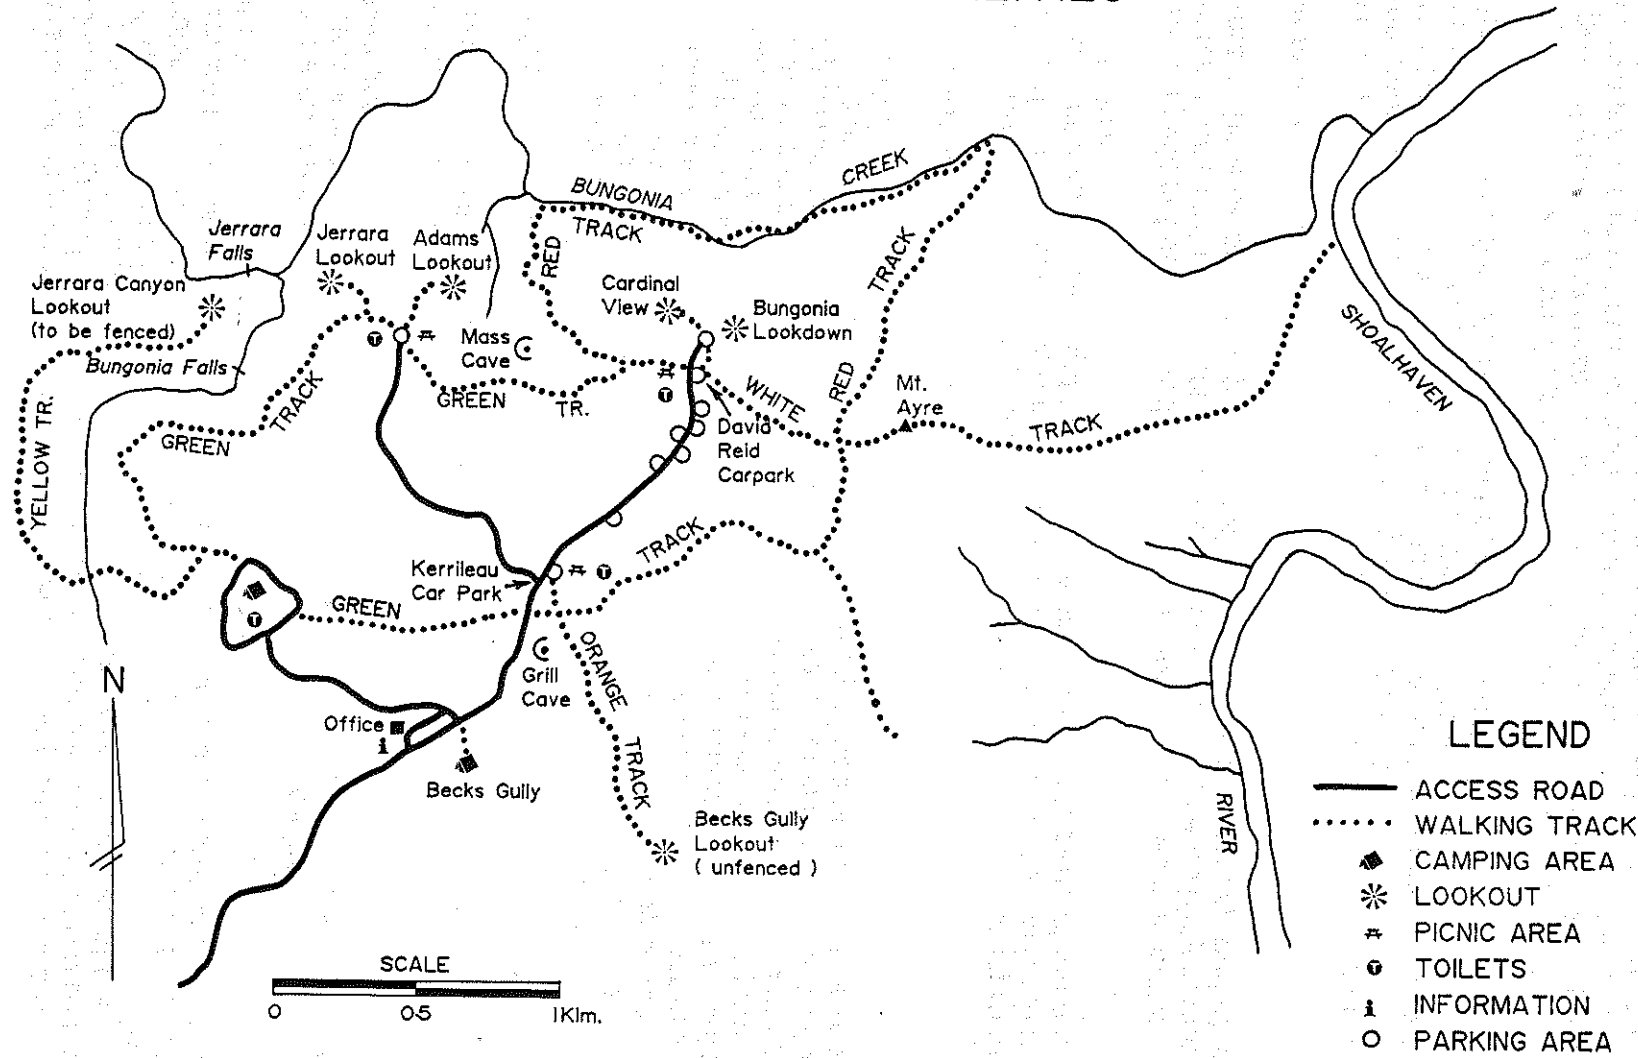 BUNGONIA
CREEK
TRACK
RED
TRACK
Jerrara
Falls
Jerrara
Lookout
Adams
Lookout
Jerrara Canyon
Lookout
(to be fenced)
Cardinal
View
Bungonia
Lookdown
Mass
Cave
Bungonia Falls
SHOALHAVEN
RIVER
GREEN
TRACK
GREEN
TR.
WHITE
TRACK
RED
Mt.
Ayre
David
Reid
Carpark
YELLOW TR.
Kerrileau
Car Park
TRACK
GREEN
ORANGE
TRACK
Grill
Cave
N
Office
Becks Gully
Becks Gully
Lookout
( unfenced )
T
T
T
T
SCALE
0 0·5 1Klm.
LEGEND
ACCESS ROAD
WALKING TRACK
CAMPING AREA
LOOKOUT
PICNIC AREA
T TOILETS
i INFORMATION
PARKING AREA